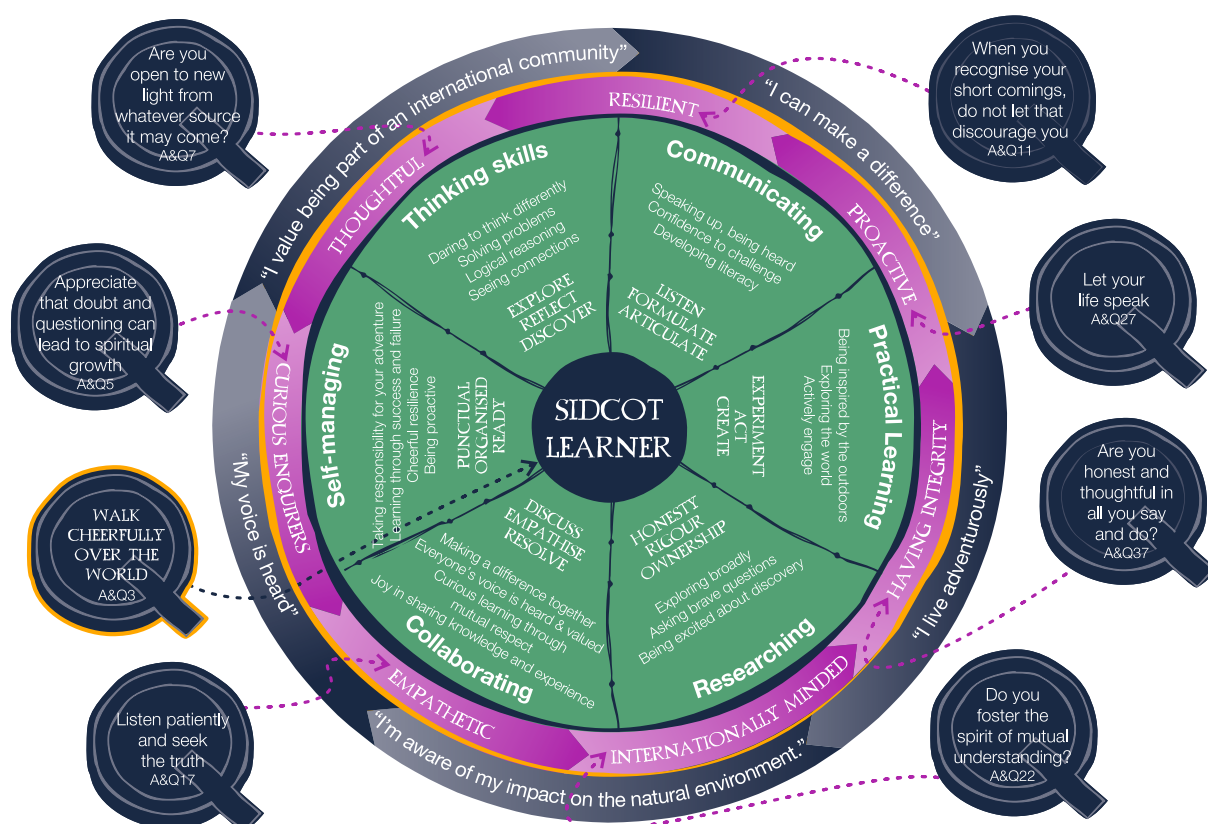 Are you
open to new
light from
whatever source
it may come?
A&Q7
Appreciate
that doubt and
questioning can
lead to spiritual
growth
A&Q5
WALK
CHEERFULLY
OVER THE
WORLD
A&Q3
Listen patiently
and seek
the truth
A&Q17
When you
recognise your
short comings,
do not let that
discourage you
A&Q11
Let your
life speak
A&Q27
Are you
honest and
thoughtful in
all you say
and do?
A&Q37
Do you
foster the
spirit of mutual
understanding?
A&Q22
“I value being part of an international community”
“I can make a difference”
“I live adventurously”
“I’m aware of my impact on the natural environment.”
“My voice is heard”
RESILIENT
PROACTIVE
HAVING INTEGRITY
INTERNATIONALLY MINDED
EMPATHETIC
CURIOUS ENQUIRERS
THOUGHTFUL
Thinking skills
Daring to think differently
Solving problems
Logical reasoning
Seeing connections
EXPLORE
REFLECT
DISCOVER
Communicating
Speaking up, being heard
Confidence to challenge
Developing literacy
LISTEN
FORMULATE
ARTICULATE
Practical Learning
Being inspired by the outdoors
Exploring the world
Actively engage
EXPERIMENT
ACT
CREATE
HONESTY
RIGOUR
OWNERSHIP
Exploring broadly
Asking brave questions
Being excited about discovery
Researching
DISCUSS
EMPATHISE
RESOLVE
Making a difference together
Everyone’s voice is heard & valued
Curious learning through
mutual respect
Joy in sharing knowledge and experience
Collaborating
Self-managing
Taking responsibility for your adventure
Learning through success and failure
Cheerful resilience
Being proactive
PUNCTUAL
ORGANISED
READY
SIDCOT
LEARNER